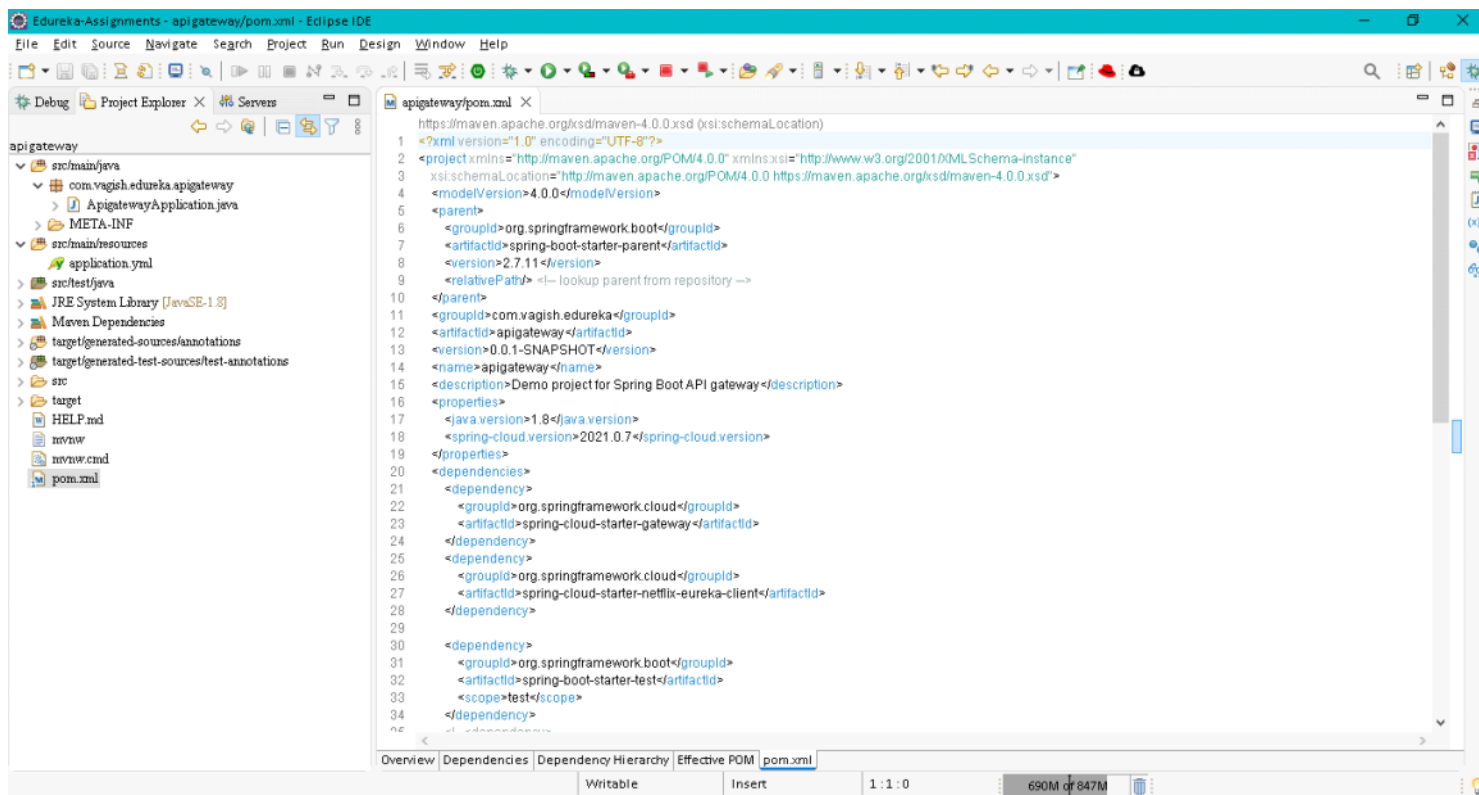 Edureka-Assignments - apigateway/pom.xml - Eclipse IDE
File Edit Source Navigate Search Project Run Design Window Help
Debug Project Explorer Servers
apigateway
src/main/java
com.vagish.edureka.apigateway
ApigatewayApplication.java
META-INF
src/main/resources
application.yml
src/test/java
JRE System Library [JavaSE-1.8]
Maven Dependencies
target/generated-sources/annotations
target/generated-test-sources/test-annotations
src
target
HELP.md
mvnw
mvnw.cmd
pom.xml
apigateway/pom.xml
https://maven.apache.org/xsd/maven-4.0.0.xsd (xsi:schemaLocation)
1 <?xml version="1.0" encoding="UTF-8"?>
2 <project xmlns="http://maven.apache.org/POM/4.0.0" xmlns:xsi="http://www.w3.org/2001/XMLSchema-instance"
3 xsi:schemaLocation="http://maven.apache.org/POM/4.0.0 https://maven.apache.org/xsd/maven-4.0.0.xsd">
4 <modelVersion>4.0.0</modelVersion>
5 <parent>
6 <groupId>org.springframework.boot</groupId>
7 <artifactId>spring-boot-starter-parent</artifactId>
8 <version>2.7.11</version>
9 <relativePath/> <!-- lookup parent from repository -->
10 </parent>
11 <groupId>com.vagish.edureka</groupId>
12 <artifactId>apigateway</artifactId>
13 <version>0.0.1-SNAPSHOT</version>
14 <name>apigateway</name>
15 <description>Demo project for Spring Boot API gateway</description>
16 <properties>
17 <java.version>1.8</java.version>
18 <spring-cloud.version>2021.0.7</spring-cloud.version>
19 </properties>
20 <dependencies>
21 <dependency>
22 <groupId>org.springframework.cloud</groupId>
23 <artifactId>spring-cloud-starter-gateway</artifactId>
24 </dependency>
25 <dependency>
26 <groupId>org.springframework.cloud</groupId>
27 <artifactId>spring-cloud-starter-netflix-eureka-client</artifactId>
28 </dependency>
29
30 <dependency>
31 <groupId>org.springframework.boot</groupId>
32 <artifactId>spring-boot-starter-test</artifactId>
33 <scope>test</scope>
34 </dependency>
Overview Dependencies Dependency Hierarchy Effective POM pom.xml
Writable Insert 1:1:0 690M of 847M